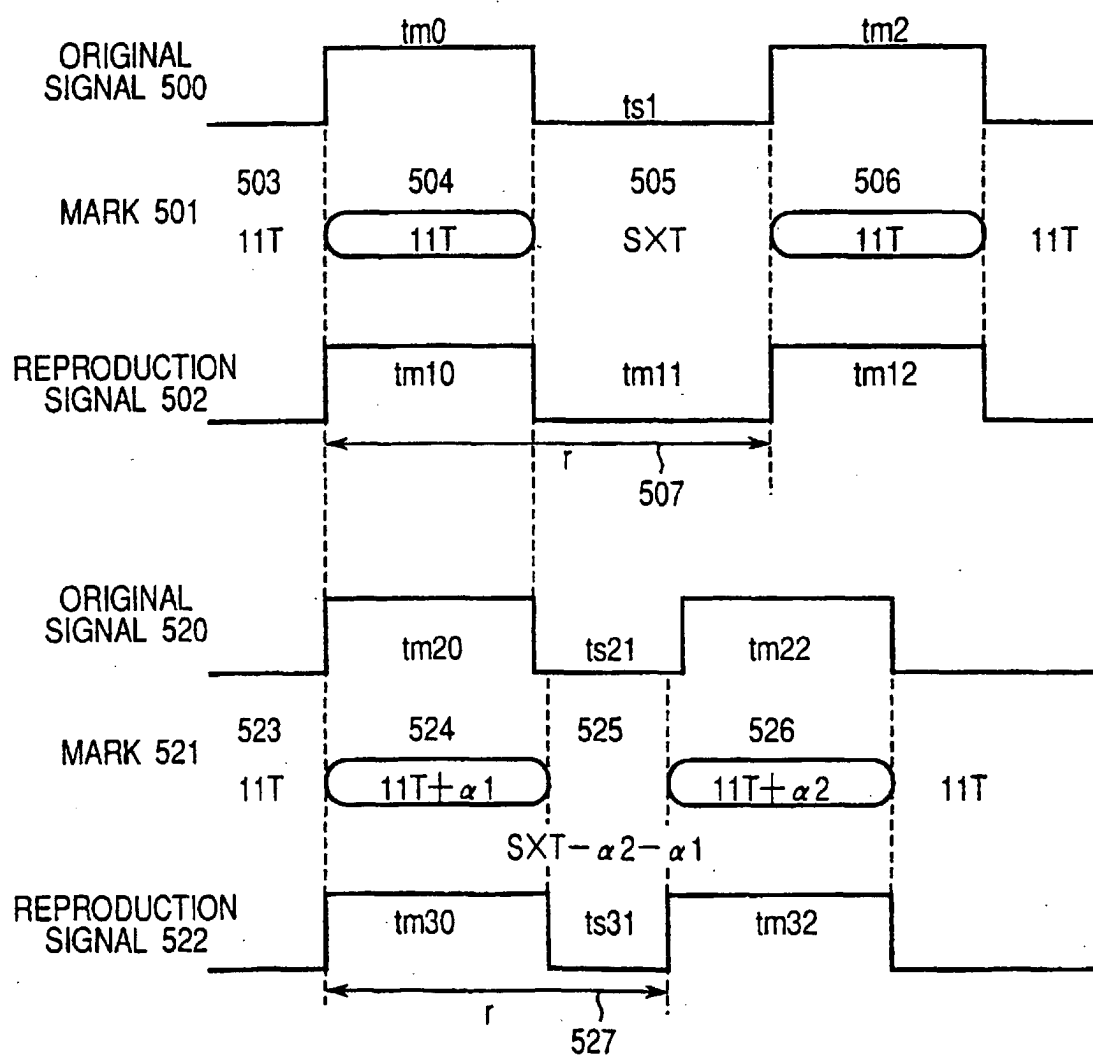 tm0 tm2
ORIGINAL
SIGNAL 500
ts1
503 504 505 506
MARK 501
11T 11T SXT 11T 11T
REPRODUCTION
SIGNAL 502
tm10 tm11 tm12
r
507
ORIGINAL
SIGNAL 520
tm20 ts21 tm22
523 524 525 526
MARK 521
11T 11T+α1 11T+α2 11T
SXT-α2-α1
REPRODUCTION
SIGNAL 522
tm30 ts31 tm32
r
527